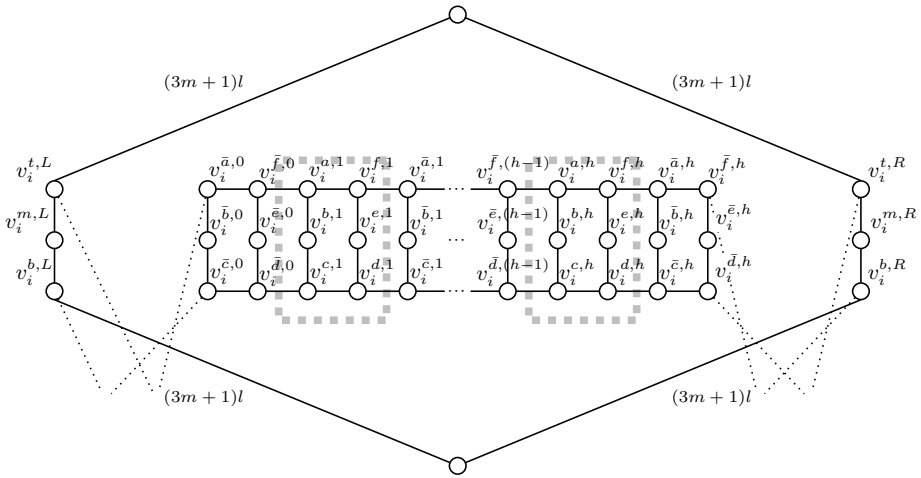 (3m + 1)l (3m + 1)l
v_i^{t,L} v_i^{ā,0} v_i^{f̄,0} v_i^{a,1} v_i^{f,1} v_i^{ā,1} v_i^{f̄,(h−1)} v_i^{a,h} v_i^{f,h} v_i^{ā,h} v_i^{f̄,h} v_i^{t,R}
v_i^{m,L} v_i^{b̄,0} v_i^{ē,0} v_i^{b,1} v_i^{e,1} v_i^{b̄,1} ... v_i^{ē,(h−1)} v_i^{b,h} v_i^{e,h} v_i^{b̄,h} v_i^{ē,h} v_i^{m,R}
v_i^{b,L} v_i^{c̄,0} v_i^{d̄,0} v_i^{c,1} v_i^{d,1} v_i^{c̄,1} v_i^{d̄,(h−1)} v_i^{c,h} v_i^{d,h} v_i^{c̄,h} v_i^{d̄,h} v_i^{b,R}
(3m + 1)l (3m + 1)l